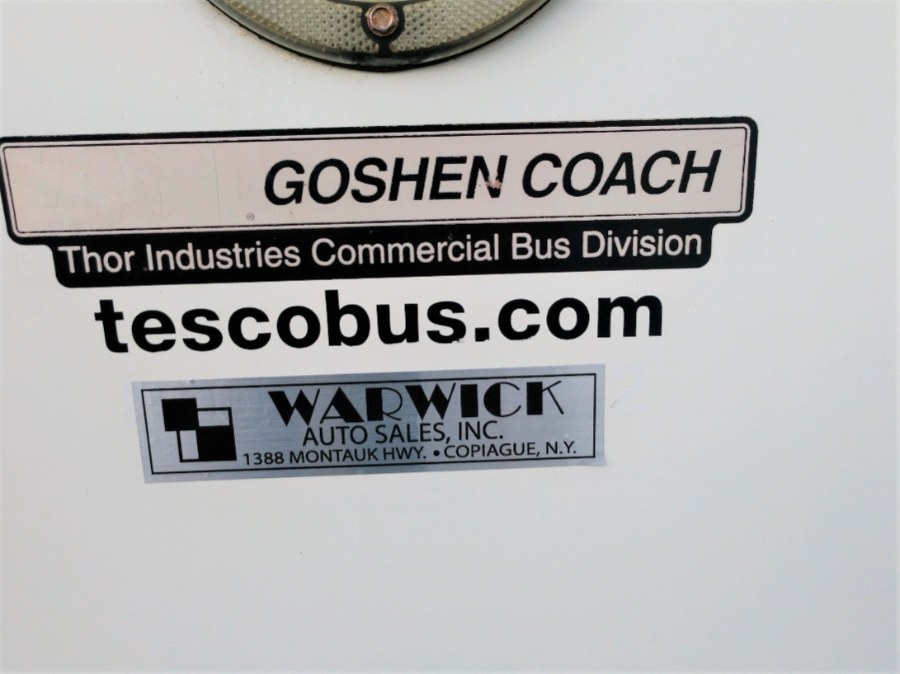 GOSHEN COACH
Thor Industries Commercial Bus Division
tescobus.com
WARWICK
AUTO SALES, INC.
1388 MONTAUK HWY. • COPIAGUE, N.Y.